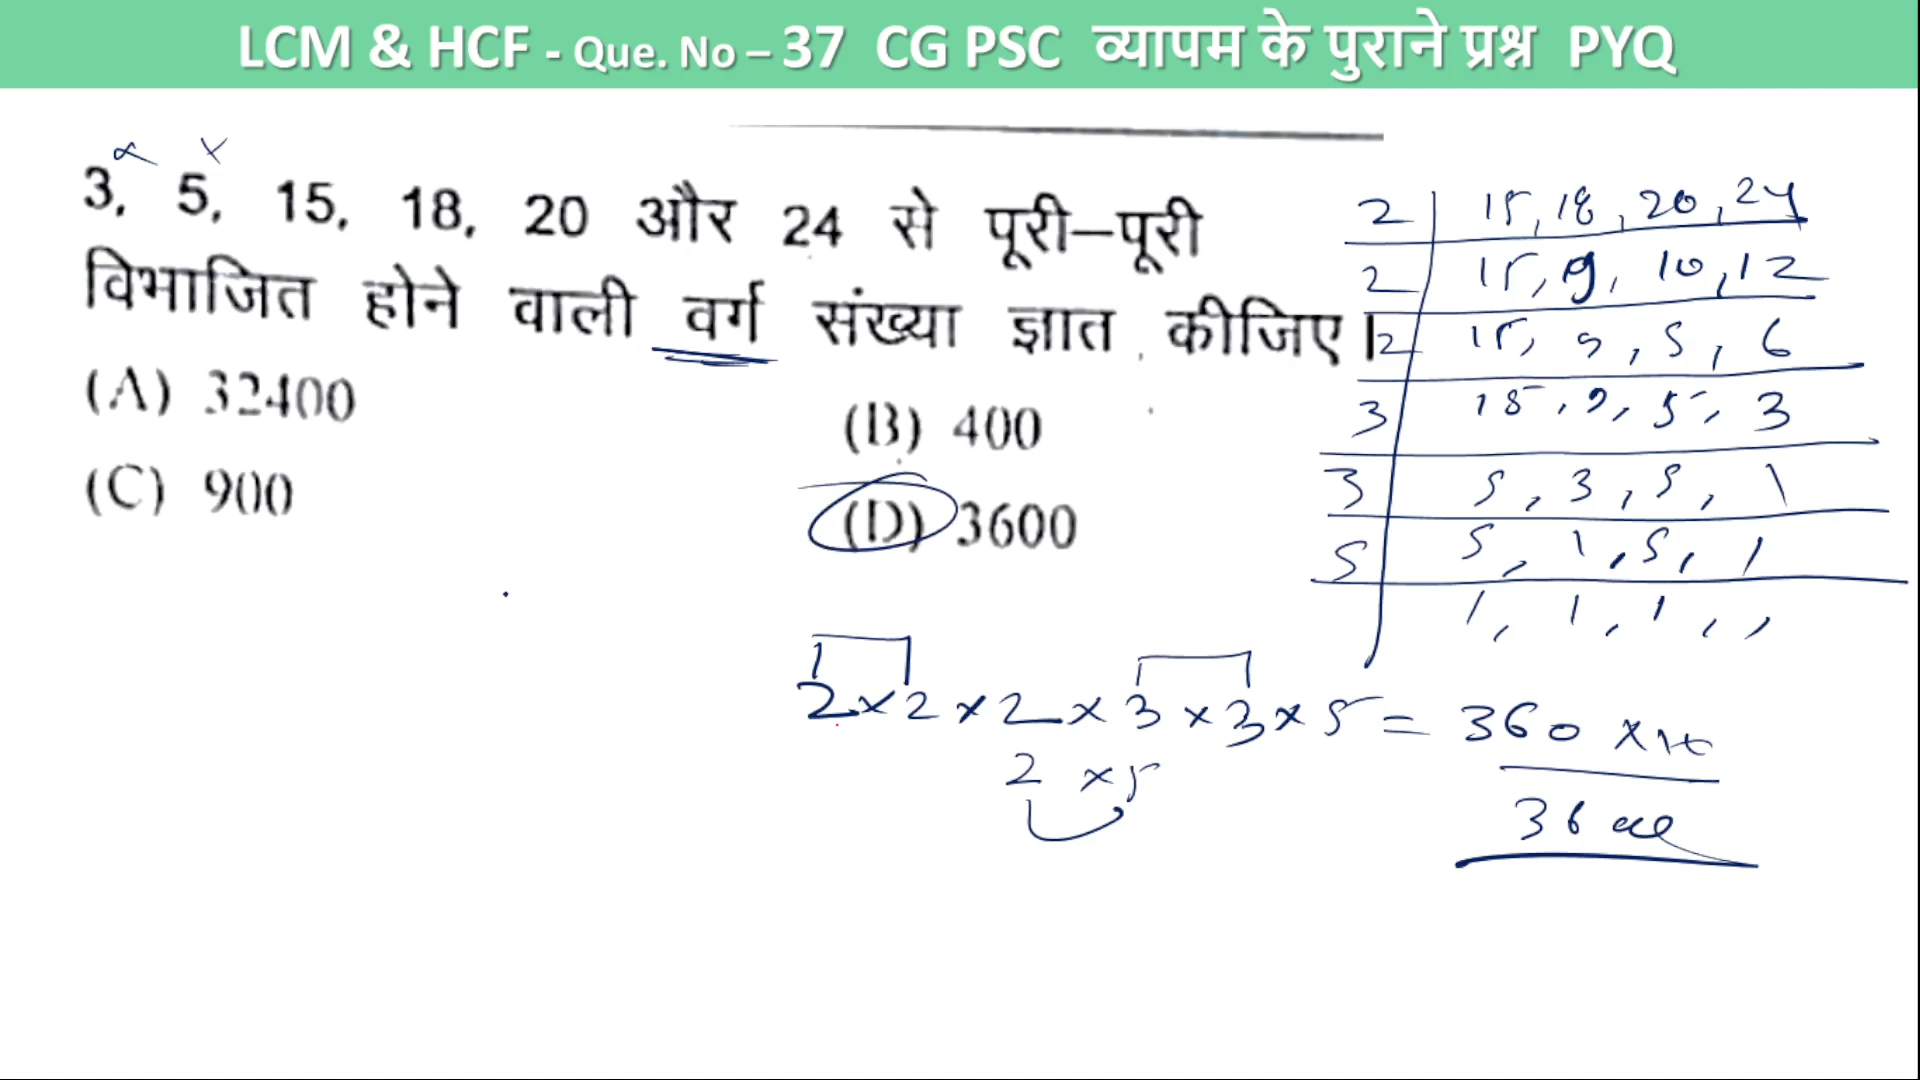 LCM & HCF - Que. No – 37 CG PSC व्यापम के पुराने प्रश्न PYQ
3, 5, 15, 18, 20 और 24 से पूरी–पूरी
विभाजित होने वाली वर्ग संख्या ज्ञात कीजिए।
(A) 32400
(B) 400
(C) 900
(D) 3600
2 | 15, 18, 20, 24
2 | 15, 9, 10, 12
2 | 15, 9, 5, 6
3 | 15, 9, 5, 3
3 | 5, 3, 5, 1
5 | 5, 1, 5, 1
1, 1, 1, ,
2 × 2 × 2 × 3 × 3 × 5 = 360 × 10
2 × 5
3600